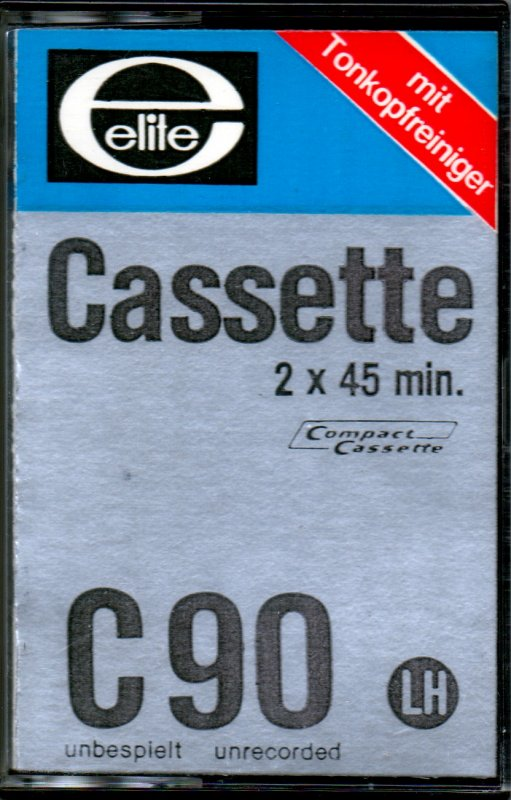 elite
mit
Tonkopfreiniger
Cassette
2 x 45 min.
Compact
Cassette
C90
LH
unbespielt unrecorded